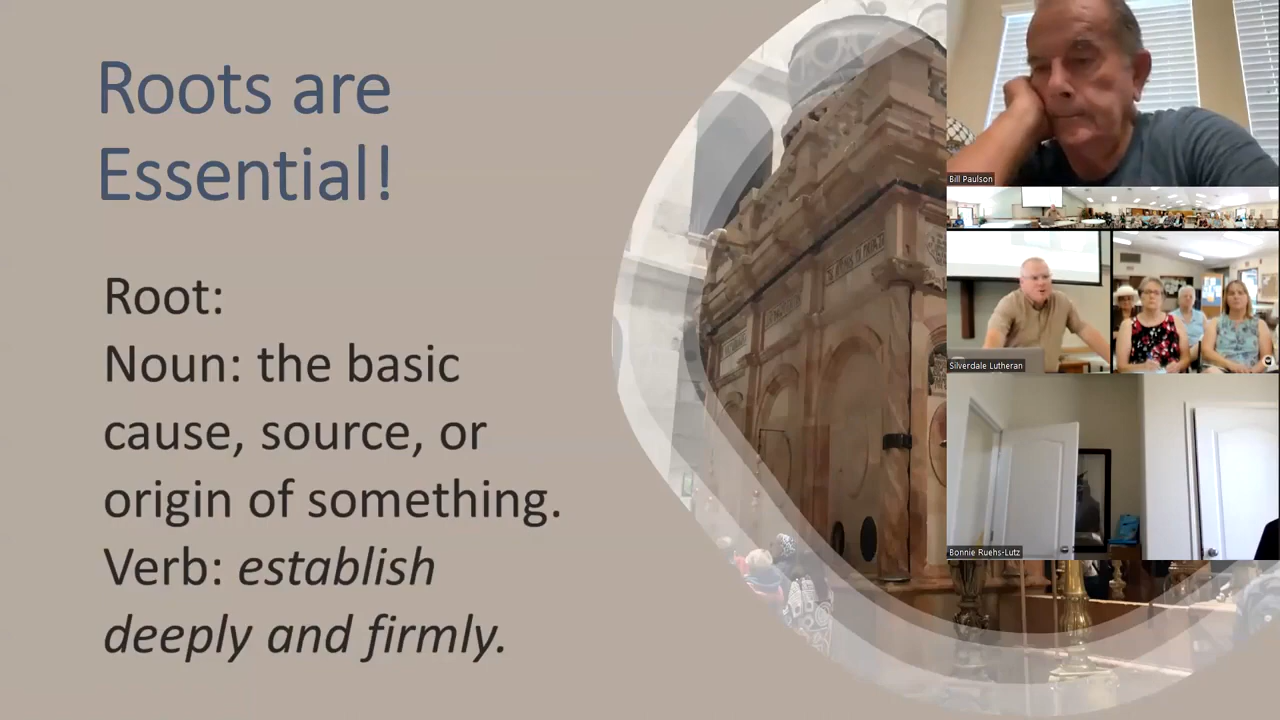 Roots are
Essential!
Root:
Noun: the basic
cause, source, or
origin of something.
Verb: establish
deeply and firmly.
Bill Paulson
Silverdale Lutheran
Bonnie Ruehs-Lutz